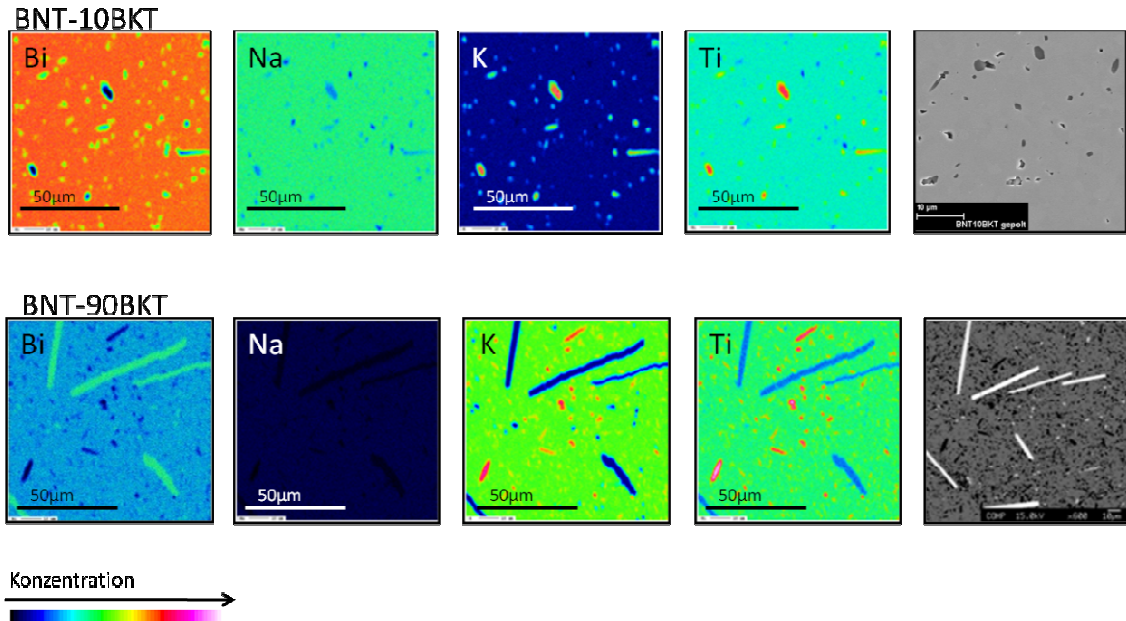 BNT-10BKT
Bi
Na
K
Ti
50µm
50µm
50µm
50µm
10 µm
BNT10BKT gepolt
BNT-90BKT
Bi
Na
K
Ti
50µm
50µm
50µm
50µm
COMP 15.0kV x600 10µm
Konzentration